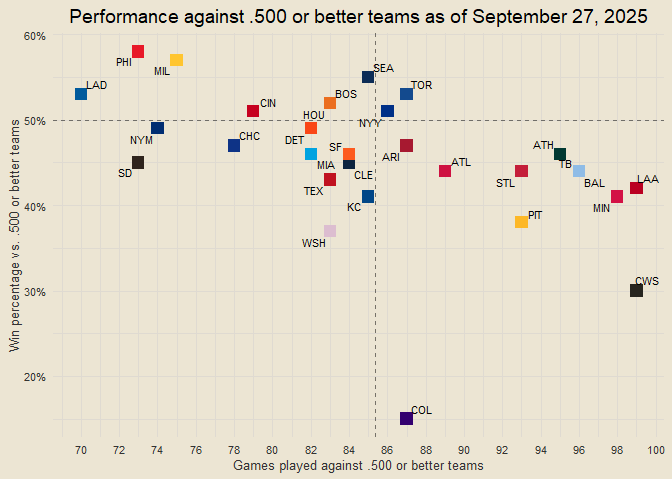 Performance against .500 or better teams as of September 27, 2025
60%
PHI
MIL
SEA
LAD
BOS
TOR
CIN
HOU
50%
NYY
NYM
CHC
DET
SF
ATH
ARI
MIA
TB
ATL
SD
CLE
STL
BAL
LAA
TEX
40%
KC
MIN
PIT
WSH
30%
CWS
20%
COL
70 72 74 76 78 80 82 84 86 88 90 92 94 96 98 100
Games played against .500 or better teams
Win percentage vs. .500 or better teams